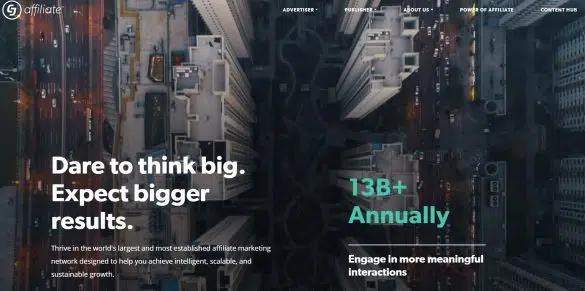 CJ affiliate
ADVERTISER PUBLISHER ABOUT US POWER OF AFFILIATE CONTENT HUB
Dare to think big.
Expect bigger
results.
Thrive in the world's largest and most established affiliate marketing
network designed to help you achieve intelligent, scalable, and
sustainable growth.
13B+
Annually
Engage in more meaningful
interactions